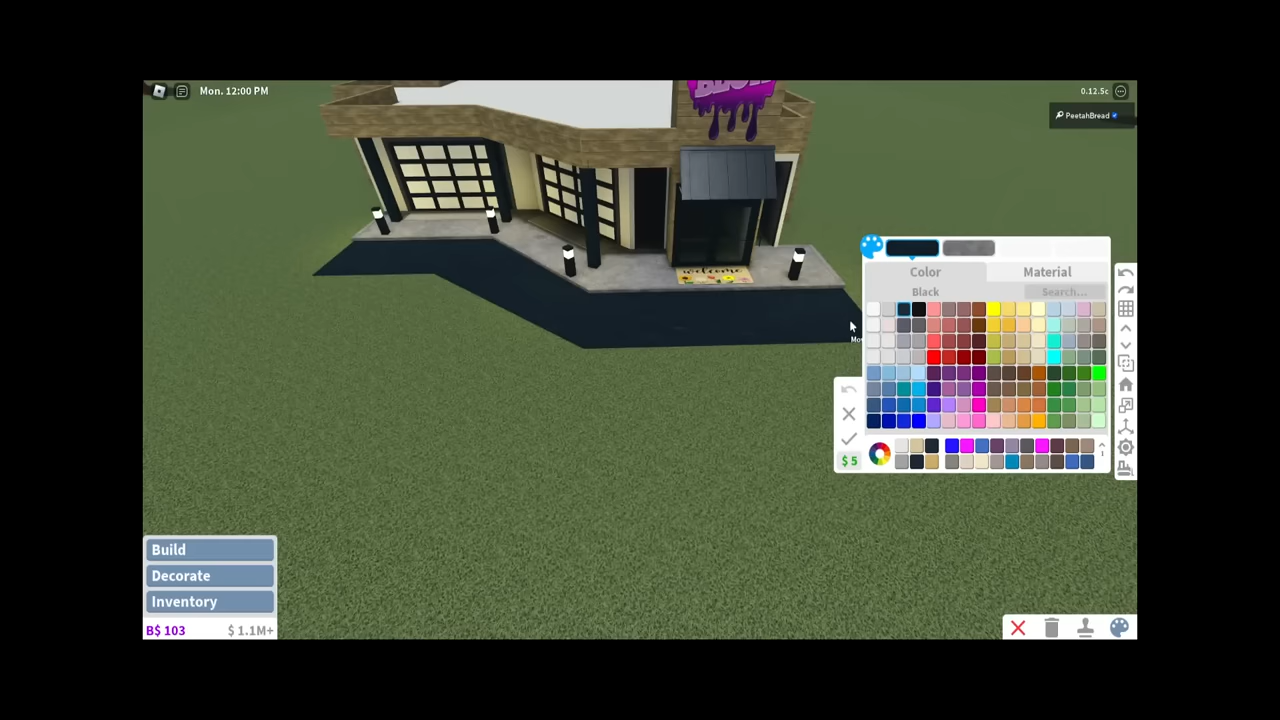 Mon. 12:00 PM
0.12.5c
PeetahBread
welcome
Color
Material
Black
Search...
$ 5
Build
Decorate
Inventory
B$ 103
$ 1.1M+